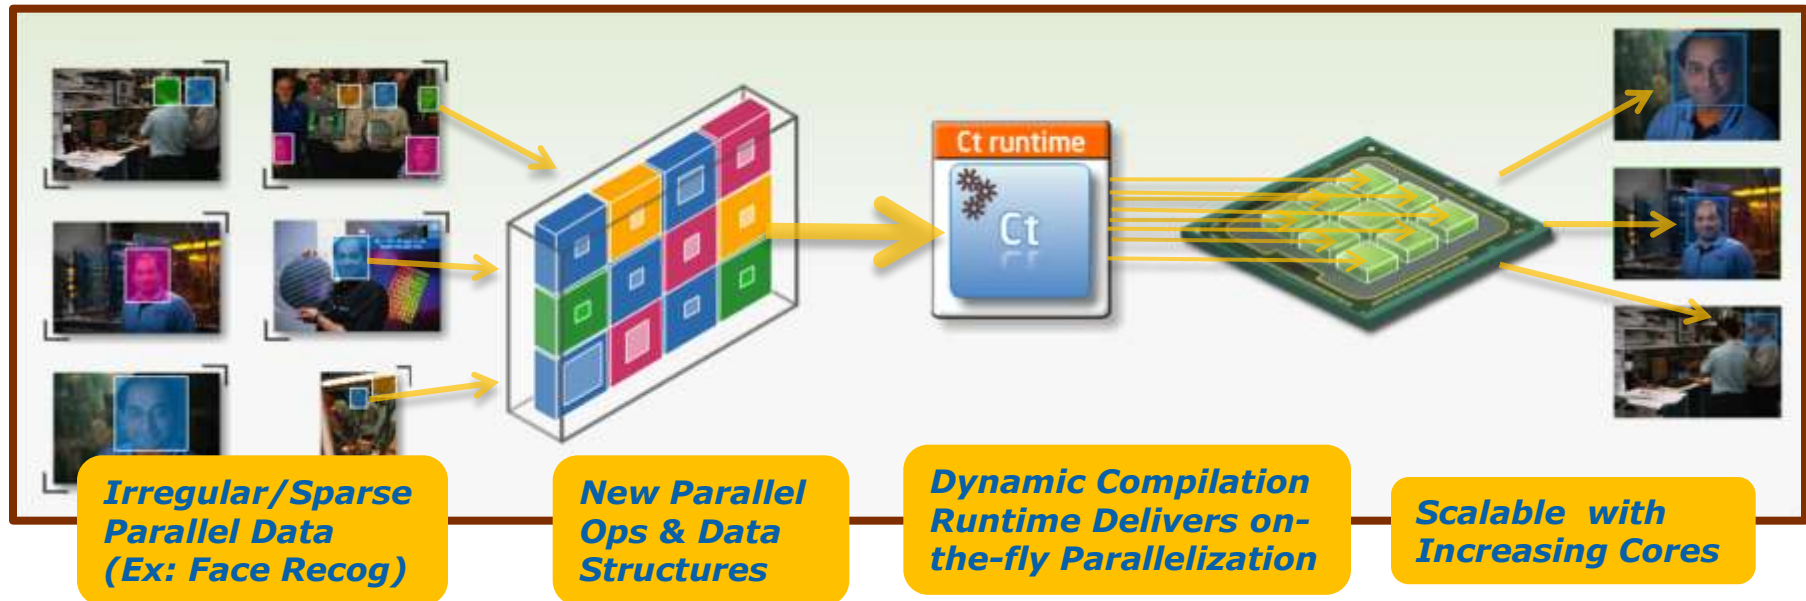 Ct runtime
Ct
Irregular/Sparse
Parallel Data
(Ex: Face Recog)
New Parallel
Ops & Data
Structures
Dynamic Compilation
Runtime Delivers on-
the-fly Parallelization
Scalable with
Increasing Cores